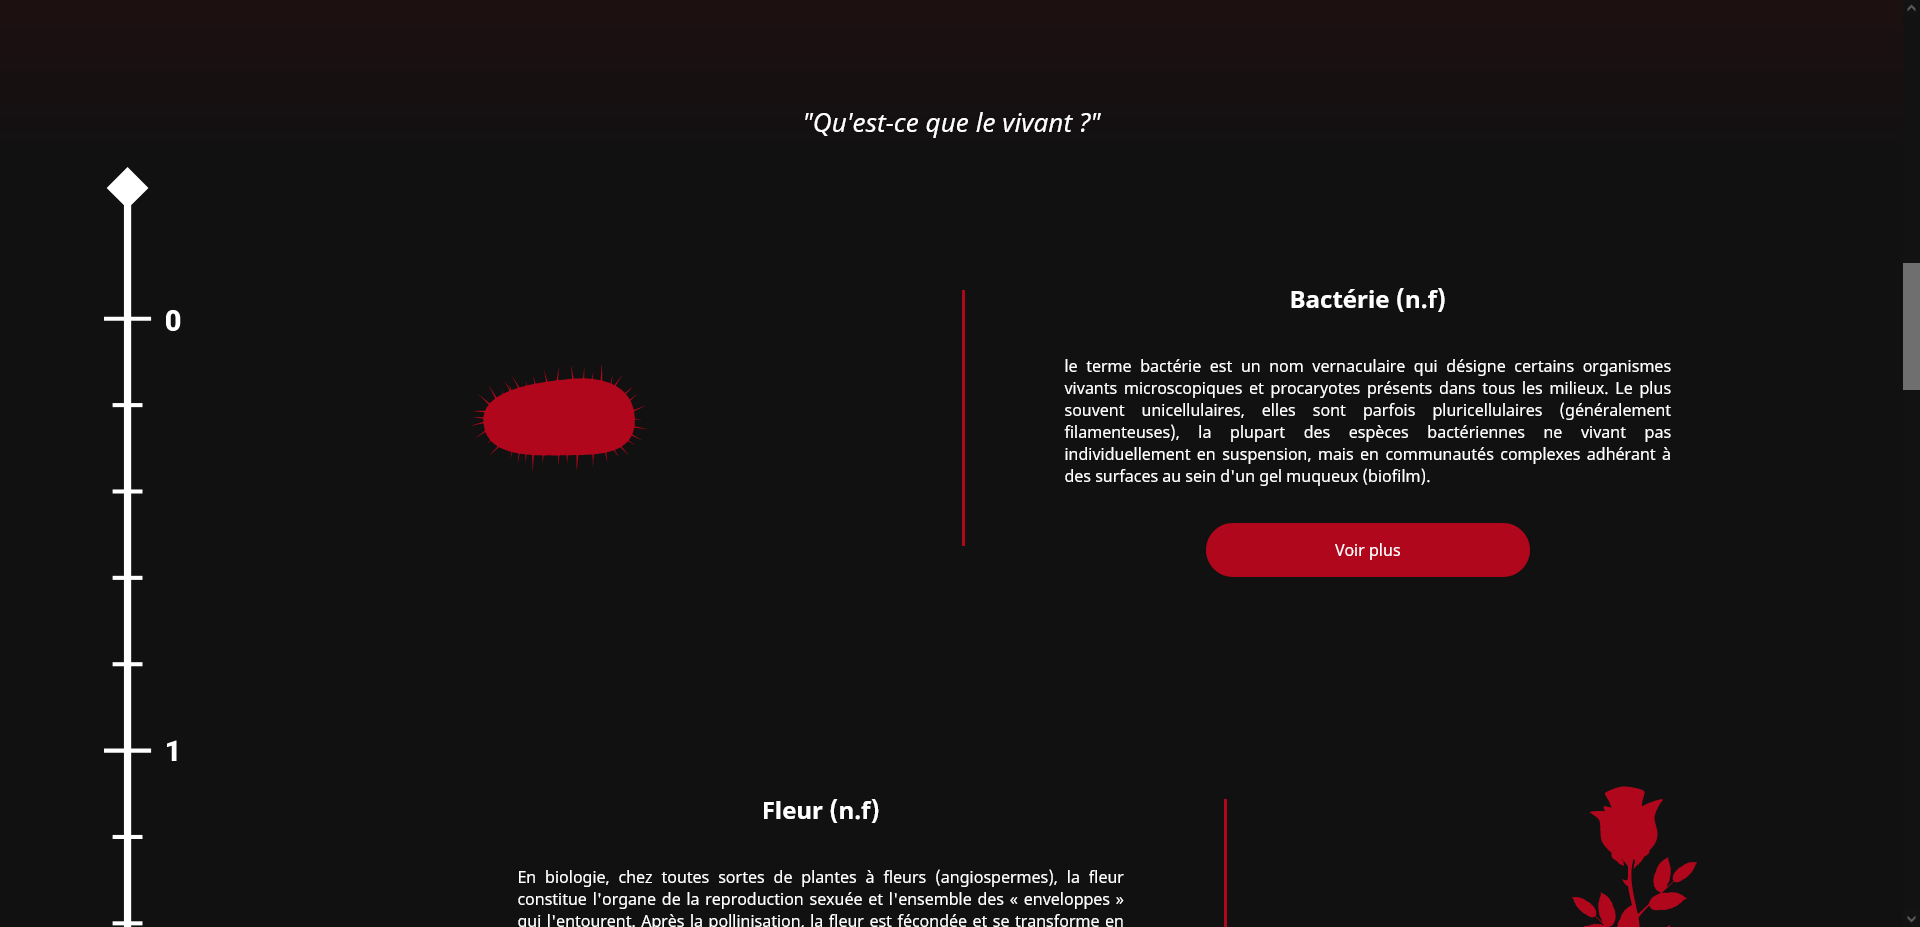 "Qu'est-ce que le vivant ?"
0
Bactérie (n.f)
le terme bactérie est un nom vernaculaire qui désigne certains organismes
vivants microscopiques et procaryotes présents dans tous les milieux. Le plus
souvent unicellulaires, elles sont parfois pluricellulaires (généralement
filamenteuses), la plupart des espèces bactériennes ne vivant pas
individuellement en suspension, mais en communautés complexes adhérant à
des surfaces au sein d'un gel muqueux (biofilm).
Voir plus
1
Fleur (n.f)
En biologie, chez toutes sortes de plantes à fleurs (angiospermes), la fleur
constitue l'organe de la reproduction sexuée et l'ensemble des « enveloppes »
qui l'entourent. Après la pollinisation, la fleur est fécondée et se transforme en